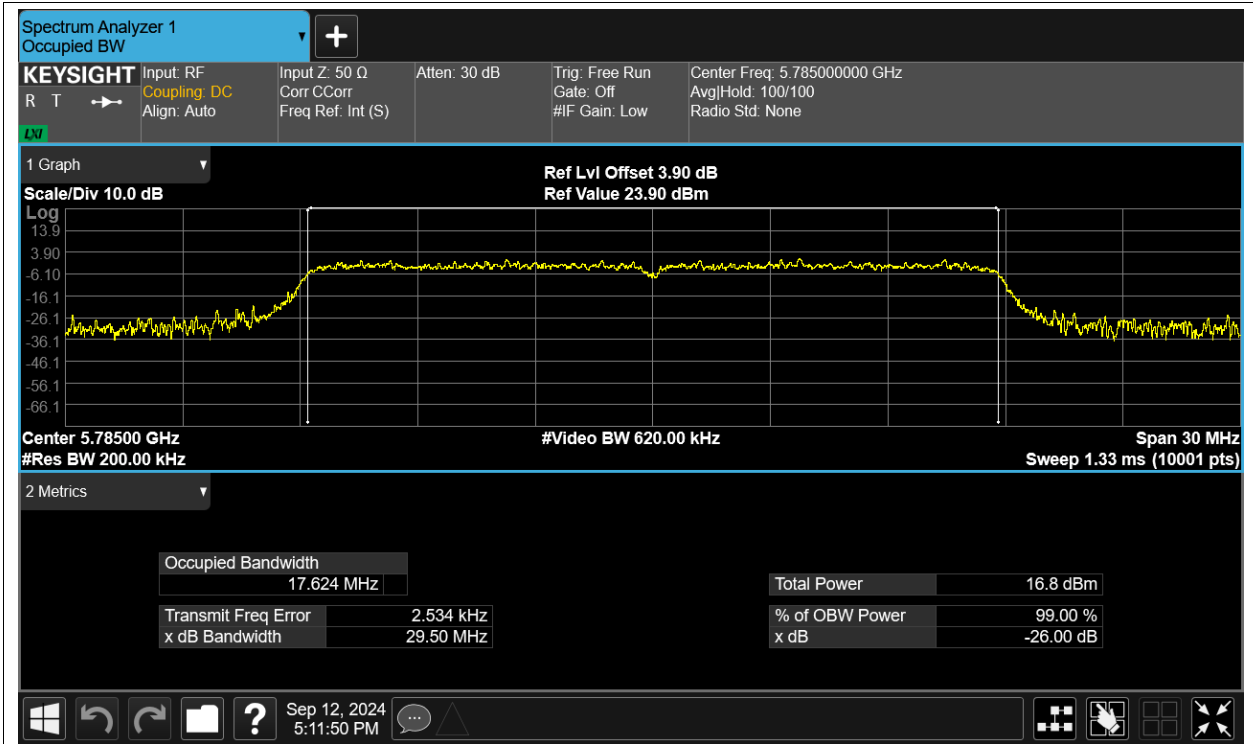 Spectrum Analyzer 1
Occupied BW
KEYSIGHT
R T
LXI
Input: RF
Coupling: DC
Align: Auto
Input Z: 50 Ω
Corr CCorr
Freq Ref: Int (S)
Atten: 30 dB
Trig: Free Run
Gate: Off
#IF Gain: Low
Center Freq: 5.785000000 GHz
Avg|Hold: 100/100
Radio Std: None
1 Graph
Scale/Div 10.0 dB
Ref Lvl Offset 3.90 dB
Ref Value 23.90 dBm
Log
13.9
3.90
-6.10
-16.1
-26.1
-36.1
-46.1
-56.1
-66.1
Center 5.78500 GHz
#Video BW 620.00 kHz
Span 30 MHz
#Res BW 200.00 kHz
Sweep 1.33 ms (10001 pts)
2 Metrics
Occupied Bandwidth
17.624 MHz
Total Power 16.8 dBm
Transmit Freq Error 2.534 kHz
% of OBW Power 99.00 %
x dB Bandwidth 29.50 MHz
x dB -26.00 dB
?
Sep 12, 2024
5:11:50 PM